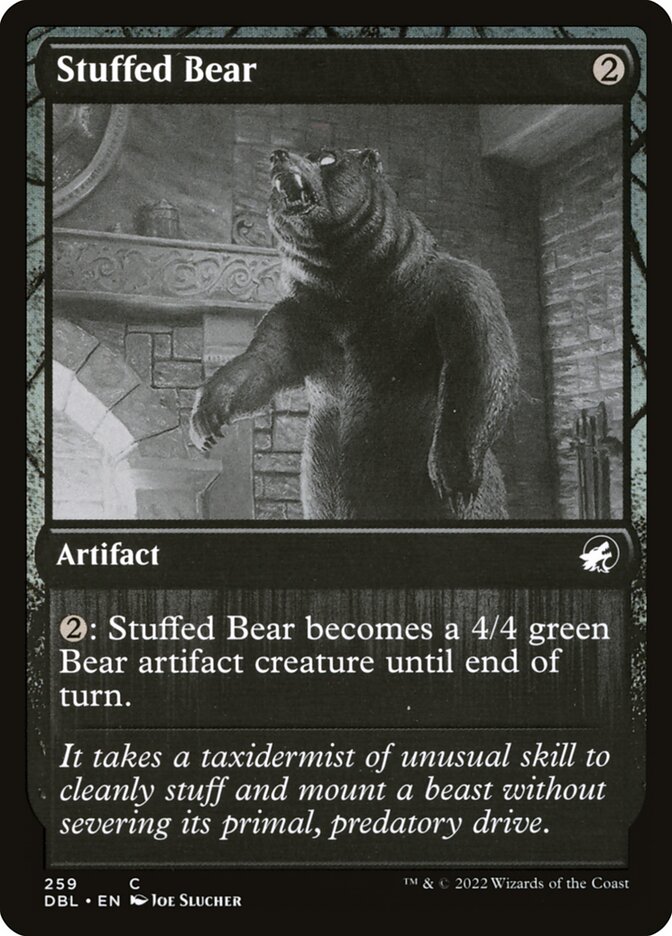 Stuffed Bear 2
Artifact
2: Stuffed Bear becomes a 4/4 green
Bear artifact creature until end of
turn.
It takes a taxidermist of unusual skill to
cleanly stuff and mount a beast without
severing its primal, predatory drive.
259 C
DBL • EN Joe Slucher
™ & © 2022 Wizards of the Coast